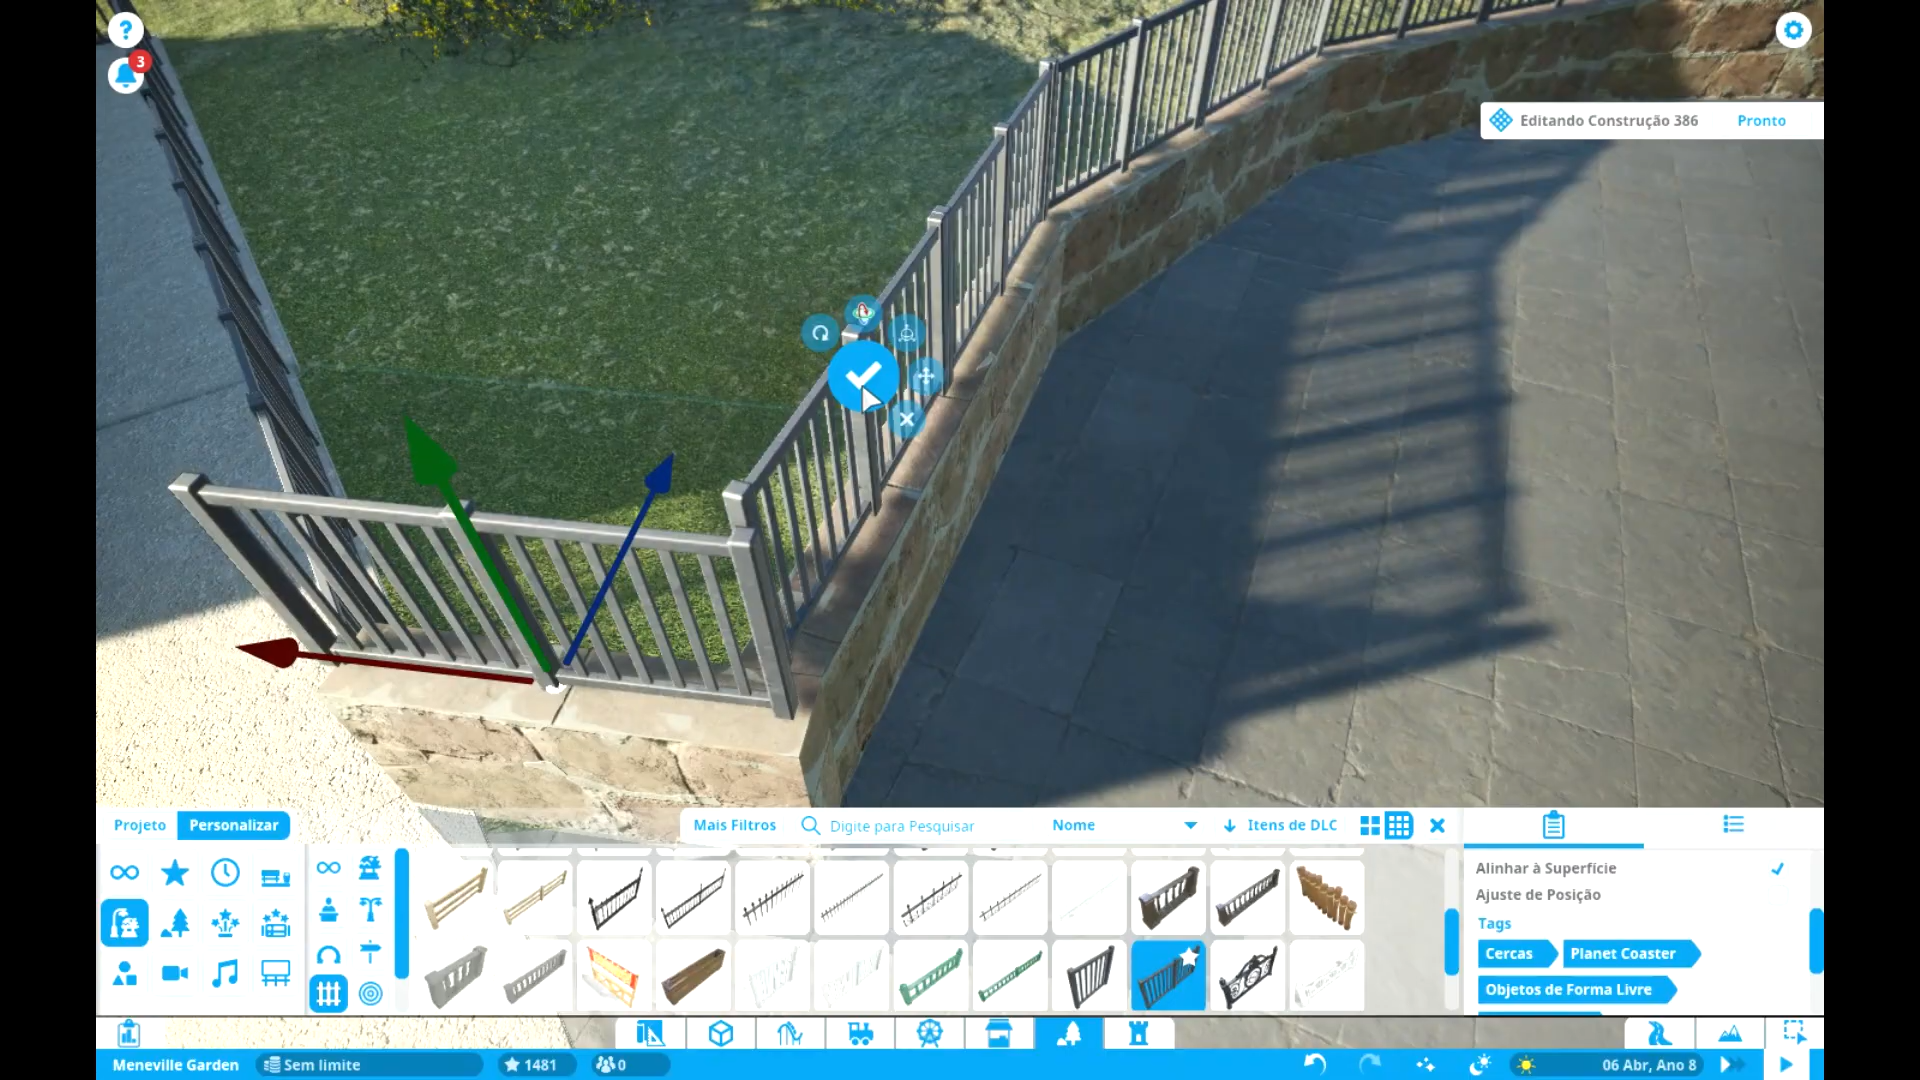 ?
3
Editando Construção 386
Pronto
Projeto
Personalizar
Mais Filtros
Digite para Pesquisar
Nome
Itens de DLC
Alinhar à Superfície
Ajuste de Posição
Tags
Cercas
Planet Coaster
Objetos de Forma Livre
Meneville Garden
Sem limite
1481
0
06 Abr, Ano 8